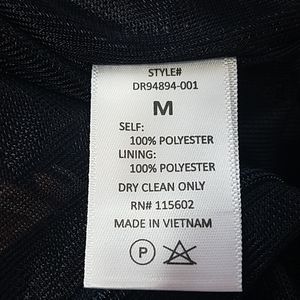 STYLE#
DR94894-001
M
SELF:
100% POLYESTER
LINING:
100% POLYESTER
DRY CLEAN ONLY
RN# 115602
MADE IN VIETNAM
P